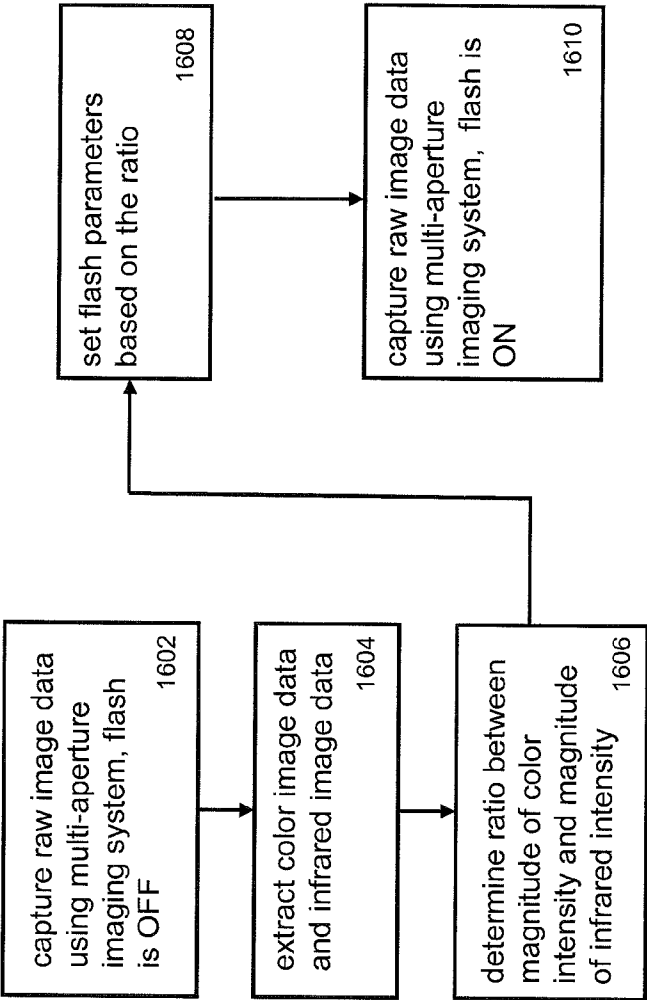 capture raw image data
using multi-aperture
imaging system, flash
is OFF
1602
extract color image data
and infrared image data
1604
determine ratio between
magnitude of color
intensity and magnitude
of infrared intensity
1606
set flash parameters
based on the ratio
1608
capture raw image data
using multi-aperture
imaging system, flash is
ON
1610